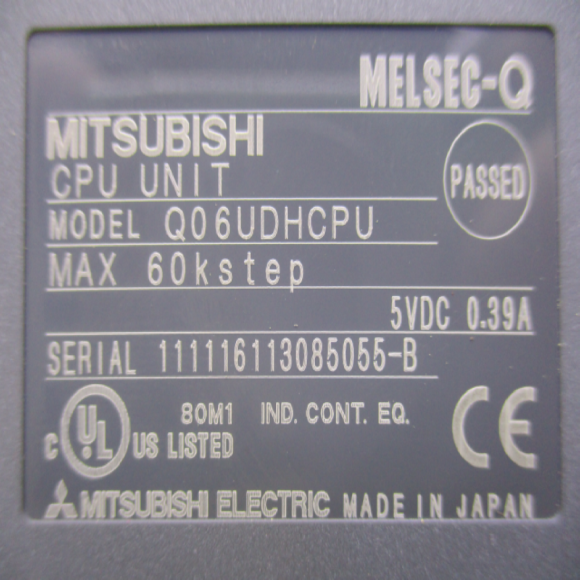 MELSEC-Q
MITSUBISHI
CPU UNIT
PASSED
MODEL Q06UDHCPU
MAX 60kstep
5VDC 0.39A
SERIAL 111116113085055-B
80M1 IND. CONT. EQ.
C UL US LISTED
CE
MITSUBISHI ELECTRIC MADE IN JAPAN